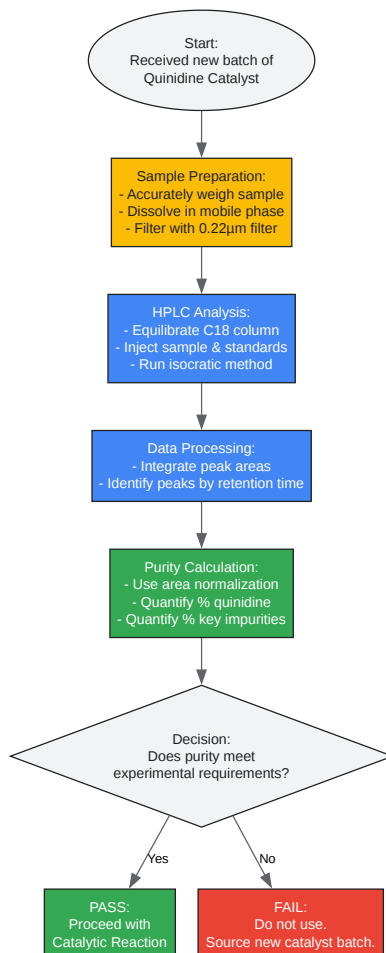 Start:
Received new batch of
Quinidine Catalyst
Sample Preparation:
- Accurately weigh sample
- Dissolve in mobile phase
- Filter with 0.22µm filter
HPLC Analysis:
- Equilibrate C18 column
- Inject sample & standards
- Run isocratic method
Data Processing:
- Integrate peak areas
- Identify peaks by retention time
Purity Calculation:
- Use area normalization
- Quantify % quinidine
- Quantify % key impurities
Decision:
Does purity meet
experimental requirements?
Yes
No
PASS:
Proceed with
Catalytic Reaction
FAIL:
Do not use.
Source new catalyst batch.